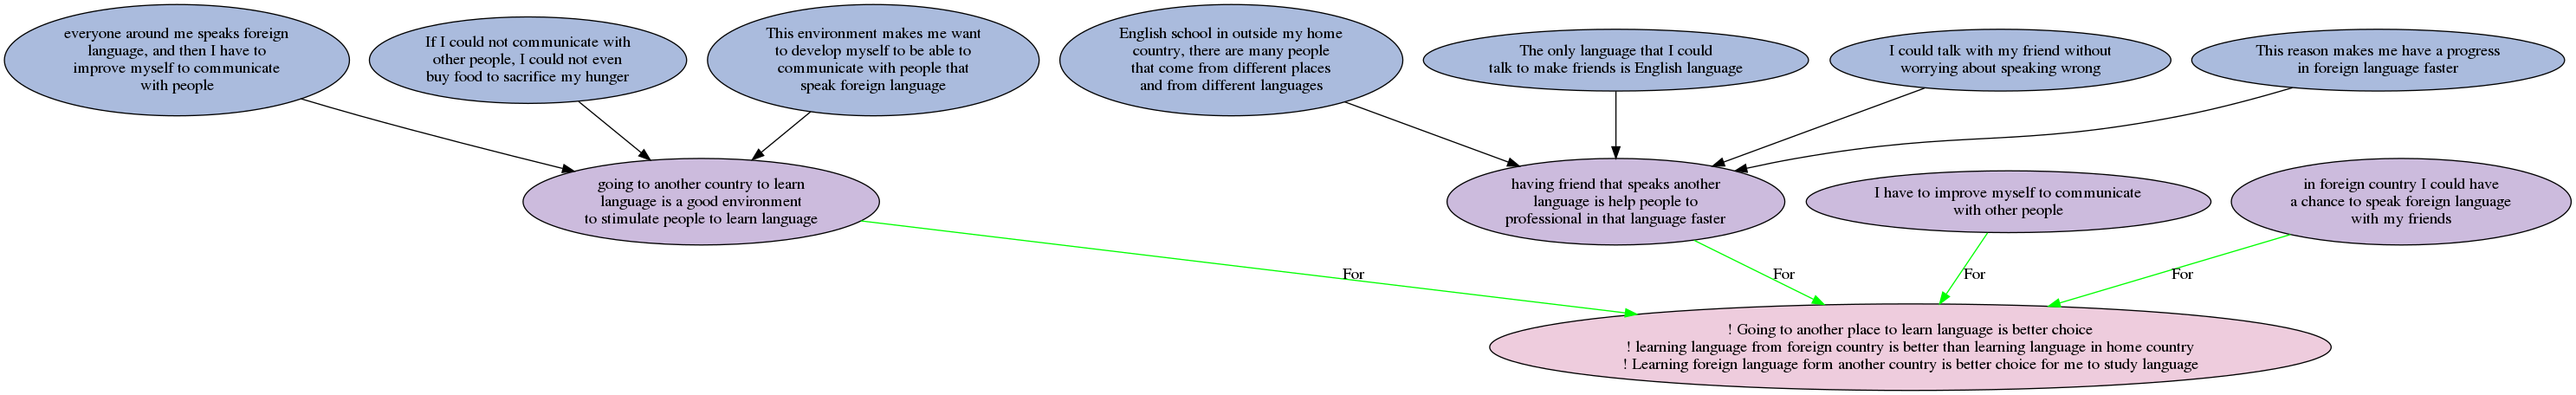 everyone around me speaks foreign
language, and then I have to
improve myself to communicate
with people
If I could not communicate with
other people, I could not even
buy food to sacrifice my hunger
This environment makes me want
to develop myself to be able to
communicate with people that
speak foreign language
English school in outside my home
country, there are many people
that come from different places
and from different languages
The only language that I could
talk to make friends is English language
I could talk with my friend without
worrying about speaking wrong
This reason makes me have a progress
in foreign language faster
going to another country to learn
language is a good environment
to stimulate people to learn language
having friend that speaks another
language is help people to
professional in that language faster
I have to improve myself to communicate
with other people
in foreign country I could have
a chance to speak foreign language
with my friends
For
For
For
For
! Going to another place to learn language is better choice
! learning language from foreign country is better than learning language in home country
! Learning foreign language form another country is better choice for me to study language